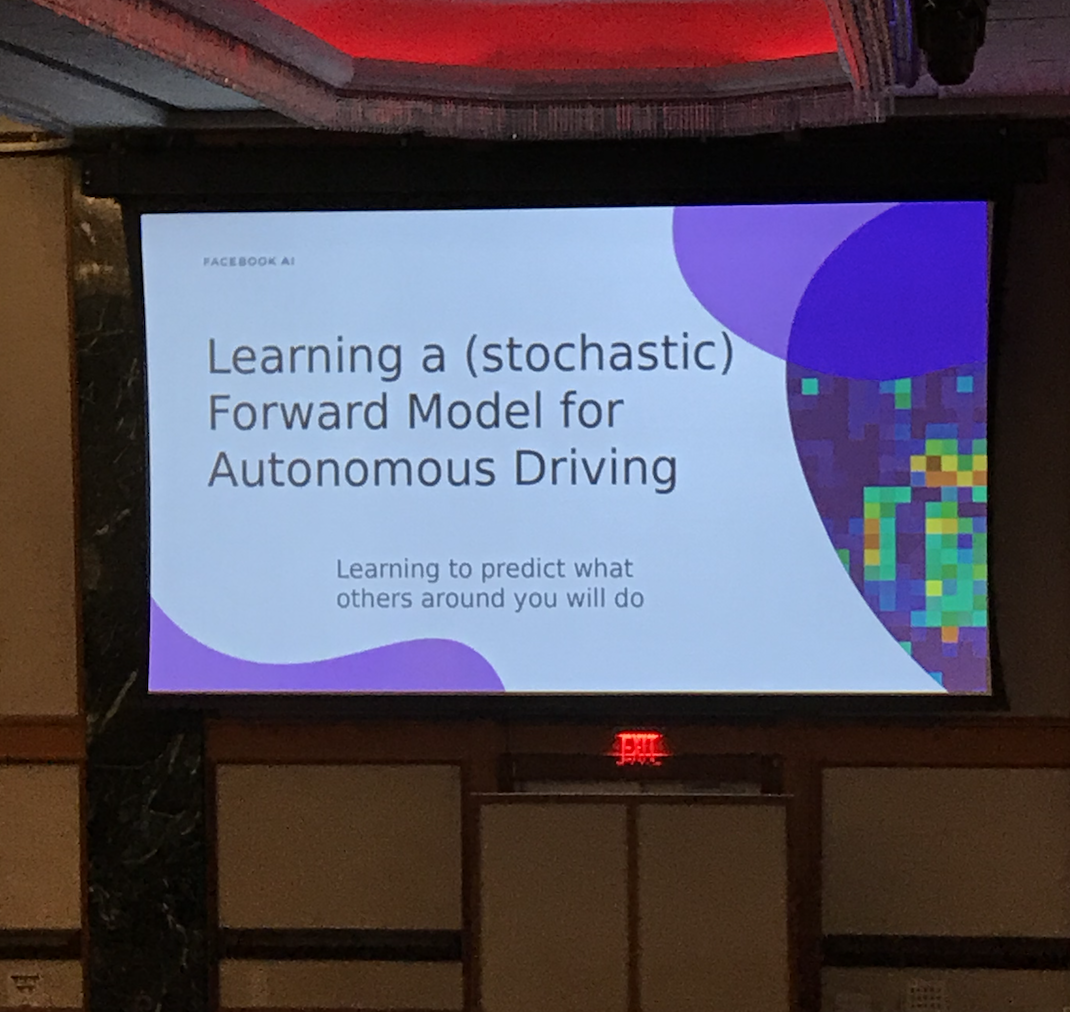 FACEBOOK AI
Learning a (stochastic)
Forward Model for
Autonomous Driving
Learning to predict what
others around you will do
EXIT